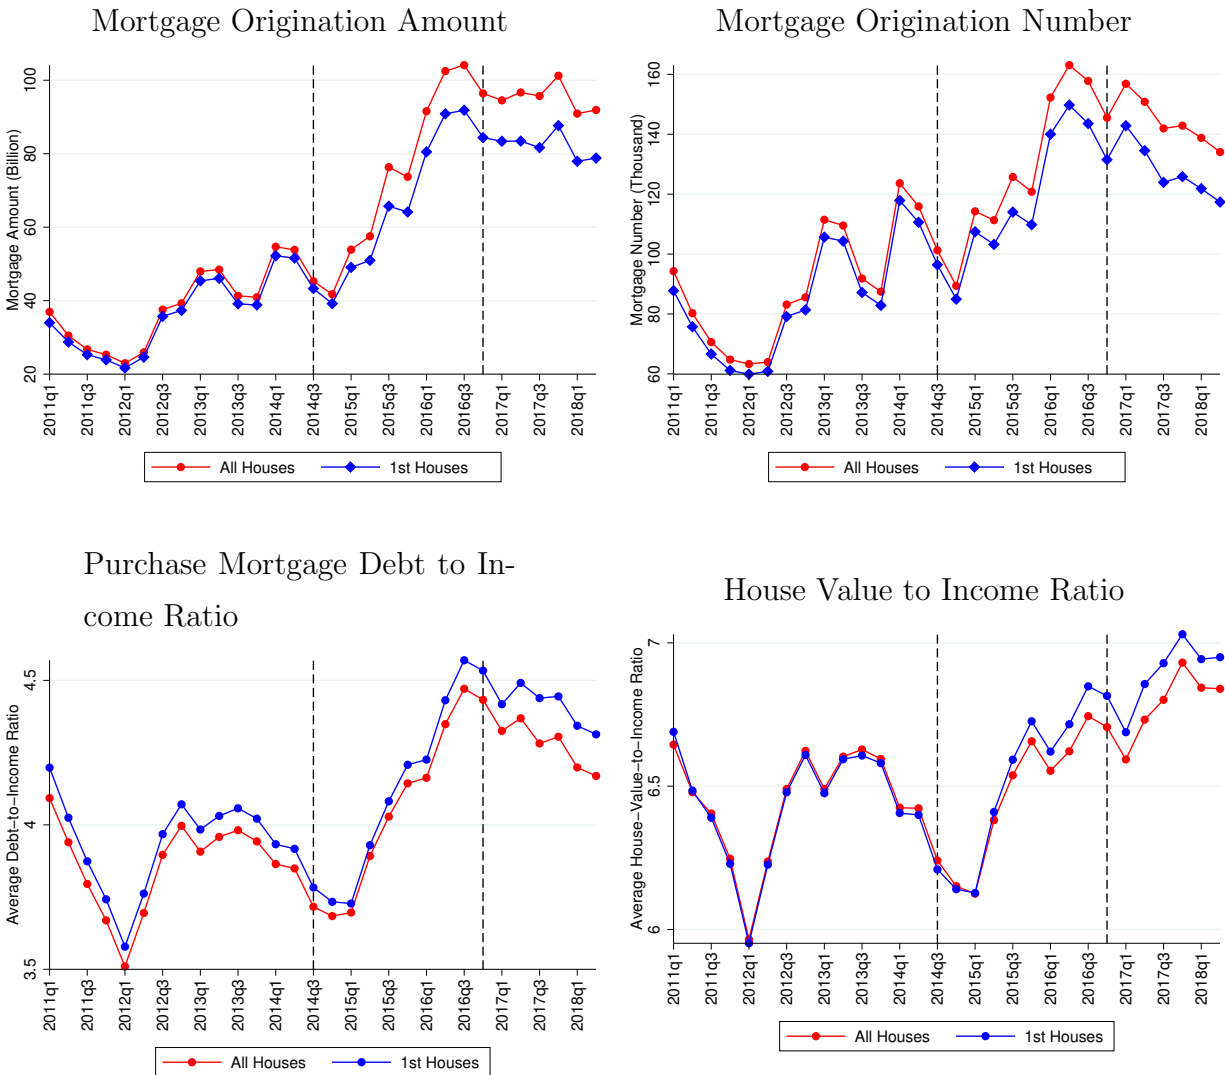 Mortgage Origination Amount
Mortgage Amount (Billion)
100
80
60
40
20
2011q1
2011q3
2012q1
2012q3
2013q1
2013q3
2014q1
2014q3
2015q1
2015q3
2016q1
2016q3
2017q1
2017q3
2018q1
All Houses
1st Houses
Mortgage Origination Number
Mortgage Number (Thousand)
160
140
120
100
80
60
2011q1
2011q3
2012q1
2012q3
2013q1
2013q3
2014q1
2014q3
2015q1
2015q3
2016q1
2016q3
2017q1
2017q3
2018q1
All Houses
1st Houses
Purchase Mortgage Debt to In-
come Ratio
Average Debt−to−Income Ratio
4.5
4
3.5
2011q1
2011q3
2012q1
2012q3
2013q1
2013q3
2014q1
2014q3
2015q1
2015q3
2016q1
2016q3
2017q1
2017q3
2018q1
All Houses
1st Houses
House Value to Income Ratio
Average House−Value−to−Income Ratio
7
6.5
6
2011q1
2011q3
2012q1
2012q3
2013q1
2013q3
2014q1
2014q3
2015q1
2015q3
2016q1
2016q3
2017q1
2017q3
2018q1
All Houses
1st Houses